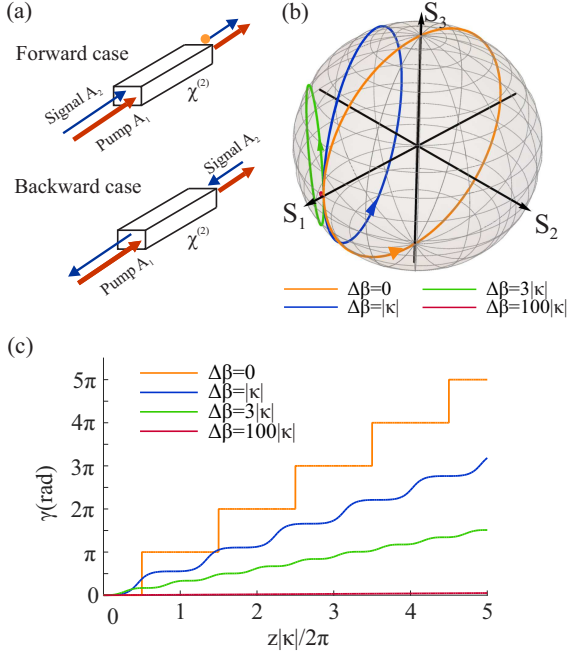 (a)
Forward case
Signal A₂
Pump A₁
χ⁽²⁾
Backward case
Signal A₂
Pump A₁
χ⁽²⁾
(b)
S₃
S₁
S₂
Δβ=0
Δβ=|κ|
Δβ=3|κ|
Δβ=100|κ|
(c)
Δβ=0
Δβ=|κ|
Δβ=3|κ|
Δβ=100|κ|
γ(rad)
5π
4π
3π
2π
π
0
0 1 2 3 4 5
z|κ|/2π